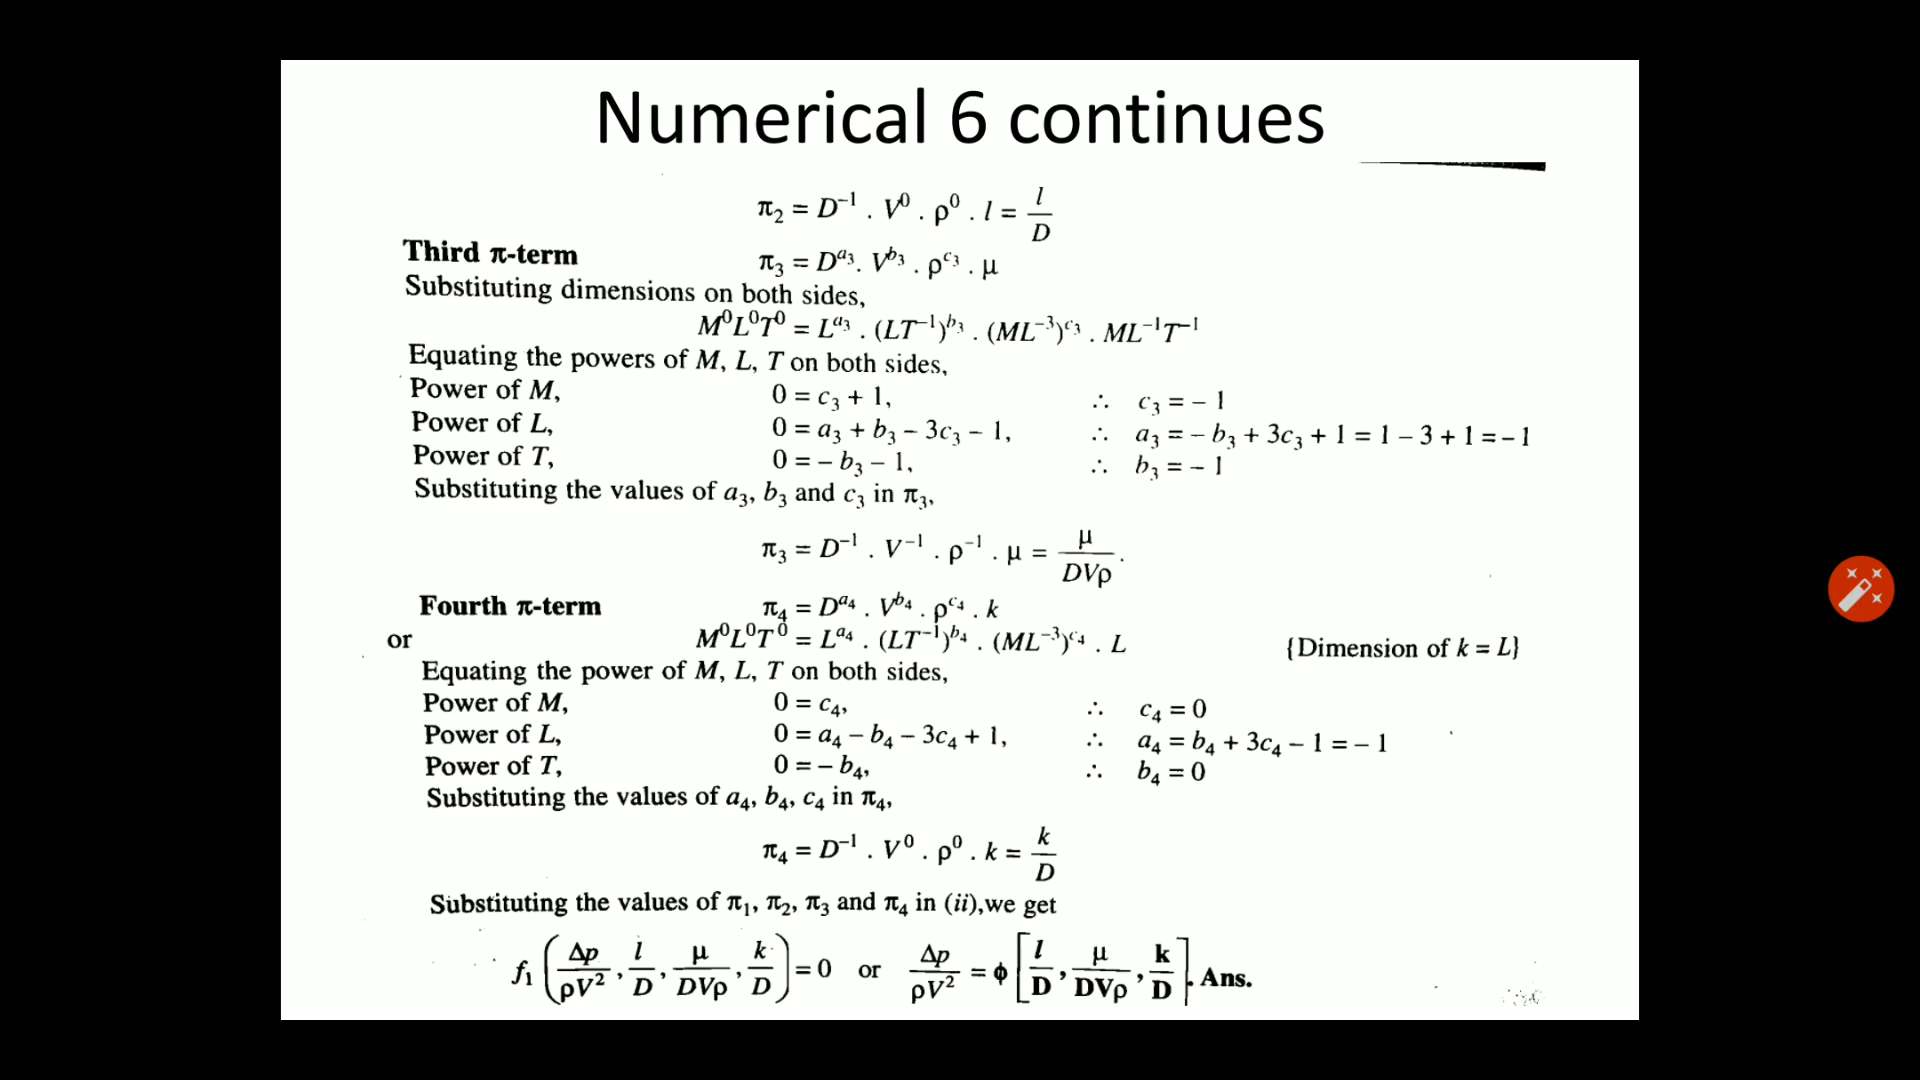 Numerical 6 continues
π₂ = D⁻¹ . V⁰ . ρ⁰ . l = l/D
Third π-term π₃ = Dᵃ³. Vᵇ³ . ρᶜ³ . μ
Substituting dimensions on both sides,
M⁰L⁰T⁰ = Lᵃ³ . (LT⁻¹)ᵇ³ . (ML⁻³)ᶜ³ . ML⁻¹T⁻¹
Equating the powers of M, L, T on both sides,
Power of M, 0 = c₃ + 1, ∴ c₃ = – 1
Power of L, 0 = a₃ + b₃ – 3c₃ – 1, ∴ a₃ = – b₃ + 3c₃ + 1 = 1 – 3 + 1 = – 1
Power of T, 0 = – b₃ – 1, ∴ b₃ = – 1
Substituting the values of a₃, b₃ and c₃ in π₃,
π₃ = D⁻¹ . V⁻¹ . ρ⁻¹ . μ = μ/DVρ .
Fourth π-term π₄ = Dᵃ⁴ . Vᵇ⁴ . ρᶜ⁴ . k
or M⁰L⁰T⁰ = Lᵃ⁴ . (LT⁻¹)ᵇ⁴ . (ML⁻³)ᶜ⁴ . L {Dimension of k = L}
Equating the power of M, L, T on both sides,
Power of M, 0 = c₄, ∴ c₄ = 0
Power of L, 0 = a₄ – b₄ – 3c₄ + 1, ∴ a₄ = b₄ + 3c₄ – 1 = – 1
Power of T, 0 = – b₄, ∴ b₄ = 0
Substituting the values of a₄, b₄, c₄ in π₄,
π₄ = D⁻¹ . V⁰ . ρ⁰ . k = k/D
Substituting the values of π₁, π₂, π₃ and π₄ in (ii),we get
f₁ (Δp/ρV², l/D, μ/DVρ, k/D) = 0 or Δp/ρV² = φ [l/D, μ/DVρ, k/D]. Ans.